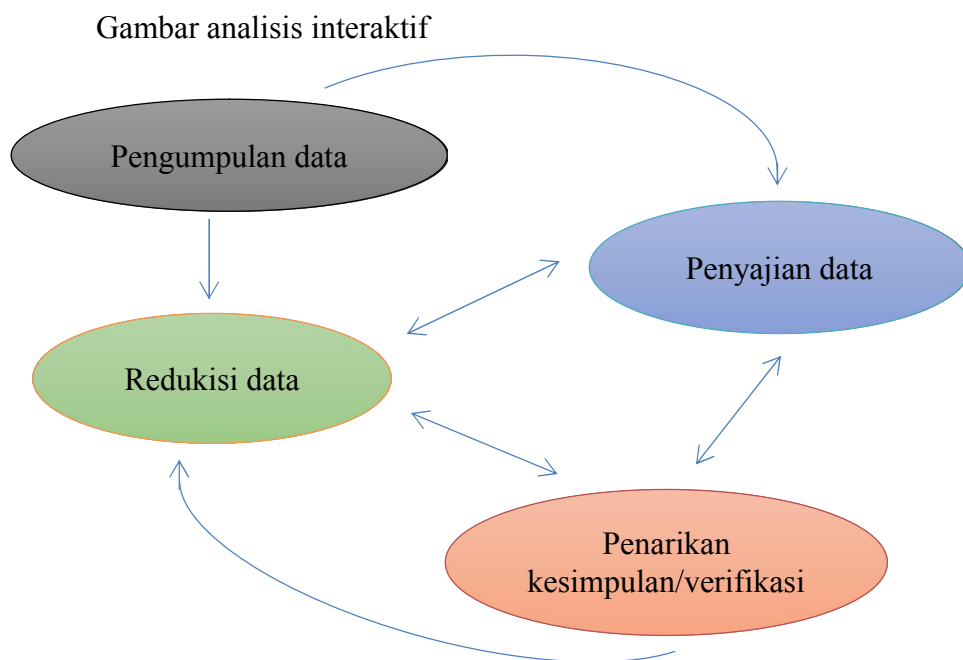 Gambar analisis interaktif
Pengumpulan data
Penyajian data
Redukisi data
Penarikan
kesimpulan/verifikasi